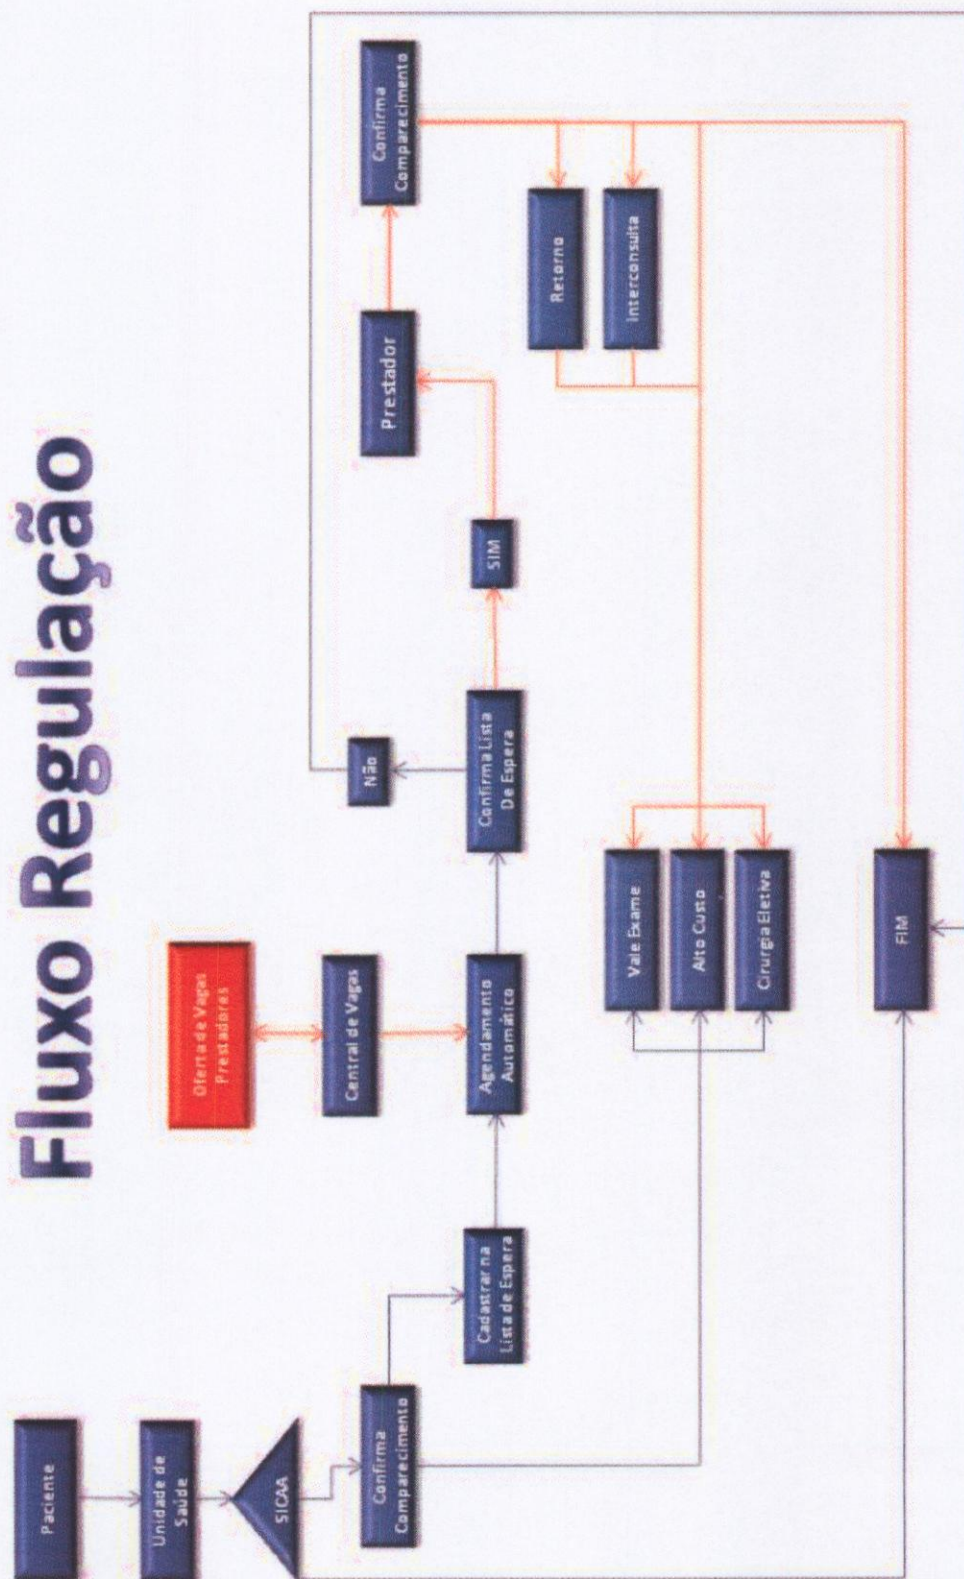 Fluxo Regulação
Paciente
Unidade de
Saúde
SICAA
Confirma
Comparecimento
Cadastrar na
Lista de Espera
Oferta de Vagas
Prestadores
Central de Vagas
Agendamento
Automático
Não
Confirma Lista
De Espera
SIM
Prestador
Confirma
Comparecimento
Retorno
Interconsulta
Vale Exame
Alto Custo
Cirurgia Eletiva
FIM